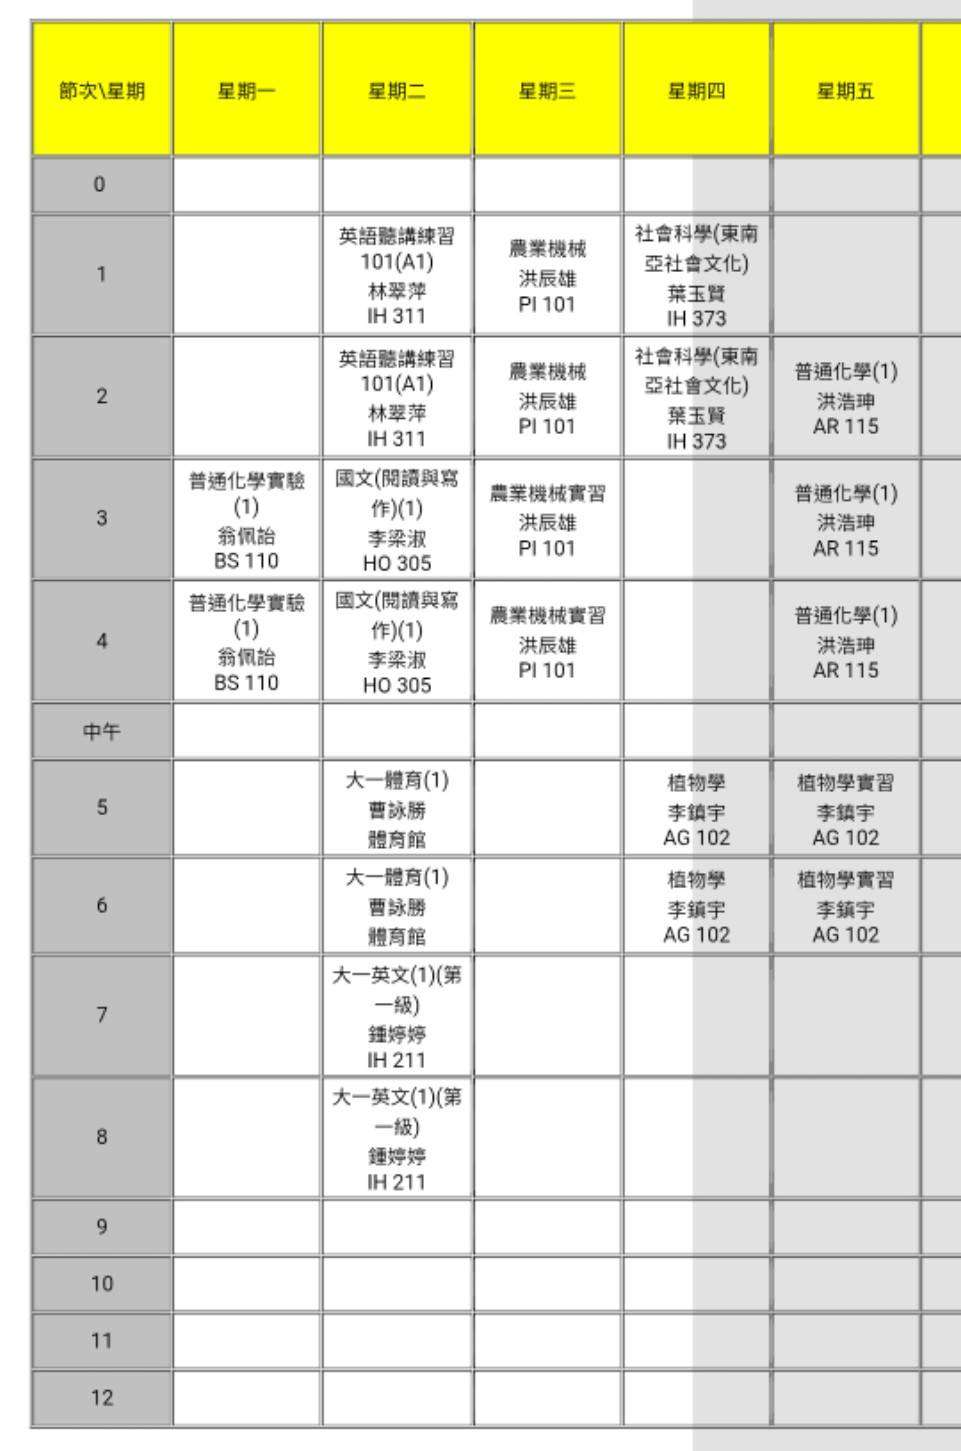 節次\星期 星期一 星期二 星期三 星期四 星期五
0
1
英語聽講練習
101(A1)
林翠萍
IH 311
農業機械
洪辰雄
PI 101
社會科學(東南
亞社會文化)
葉玉賢
IH 373
2
英語聽講練習
101(A1)
林翠萍
IH 311
農業機械
洪辰雄
PI 101
社會科學(東南
亞社會文化)
葉玉賢
IH 373
普通化學(1)
洪浩珅
AR 115
3
普通化學實驗
(1)
翁佩詒
BS 110
國文(閱讀與寫
作)(1)
李梁淑
HO 305
農業機械實習
洪辰雄
PI 101
普通化學(1)
洪浩珅
AR 115
4
普通化學實驗
(1)
翁佩詒
BS 110
國文(閱讀與寫
作)(1)
李梁淑
HO 305
農業機械實習
洪辰雄
PI 101
普通化學(1)
洪浩珅
AR 115
中午
5
大一體育(1)
曹詠勝
體育館
植物學
李鎮宇
AG 102
植物學實習
李鎮宇
AG 102
6
大一體育(1)
曹詠勝
體育館
植物學
李鎮宇
AG 102
植物學實習
李鎮宇
AG 102
7
大一英文(1)(第
一級)
鍾婷婷
IH 211
8
大一英文(1)(第
一級)
鍾婷婷
IH 211
9
10
11
12